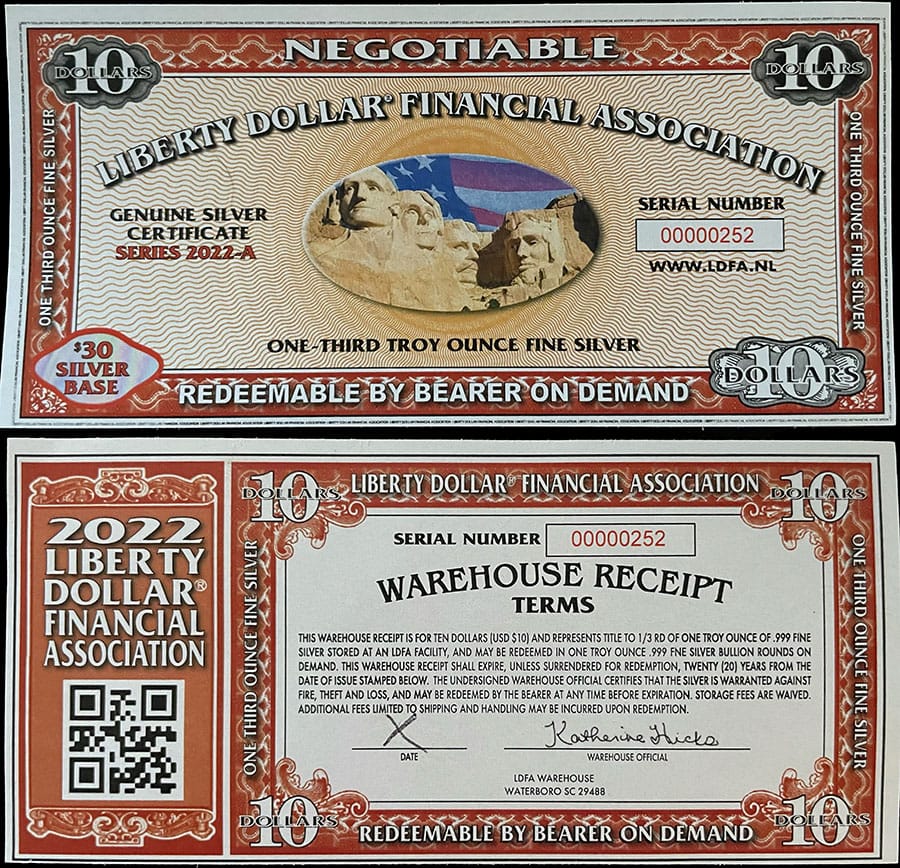 NEGOTIABLE
10
DOLLARS
10
DOLLARS
LIBERTY DOLLAR® FINANCIAL ASSOCIATION
ONE THIRD OUNCE FINE SILVER
GENUINE SILVER
CERTIFICATE
SERIES 2022-A
SERIAL NUMBER
00000252
WWW.LDFA.NL
ONE THIRD OUNCE FINE SILVER
ONE-THIRD TROY OUNCE FINE SILVER
$30
SILVER
BASE
10
DOLLARS
REDEEMABLE BY BEARER ON DEMAND
2022
LIBERTY
DOLLAR®
FINANCIAL
ASSOCIATION
10
DOLLARS
LIBERTY DOLLAR® FINANCIAL ASSOCIATION
10
DOLLARS
SERIAL NUMBER 00000252
WAREHOUSE RECEIPT
TERMS
ONE THIRD OUNCE FINE SILVER
THIS WAREHOUSE RECEIPT IS FOR TEN DOLLARS (USD $10) AND REPRESENTS TITLE TO 1/3 RD OF ONE TROY OUNCE OF .999 FINE
SILVER STORED AT AN LDFA FACILITY, AND MAY BE REDEEMED IN ONE TROY OUNCE .999 FNE SILVER BULLION ROUNDS ON
DEMAND. THIS WAREHOUSE RECEIPT SHALL EXPIRE, UNLESS SURRENDERED FOR REDEMPTION, TWENTY (20) YEARS FROM THE
DATE OF ISSUE STAMPED BELOW. THE UNDERSIGNED WAREHOUSE OFFICIAL CERTIFIES THAT THE SILVER IS WARRANTED AGAINST
FIRE, THEFT AND LOSS, AND MAY BE REDEEMED BY THE BEARER AT ANY TIME BEFORE EXPIRATION. STORAGE FEES ARE WAIVED.
ADDITIONAL FEES LIMITED TO SHIPPING AND HANDLING MAY BE INCURRED UPON REDEMPTION.
ONE THIRD OUNCE FINE SILVER
X
Katherine Hicks
DATE
WAREHOUSE OFFICIAL
LDFA WAREHOUSE
WATERBORO SC 29488
10
DOLLARS
REDEEMABLE BY BEARER ON DEMAND
10
DOLLARS